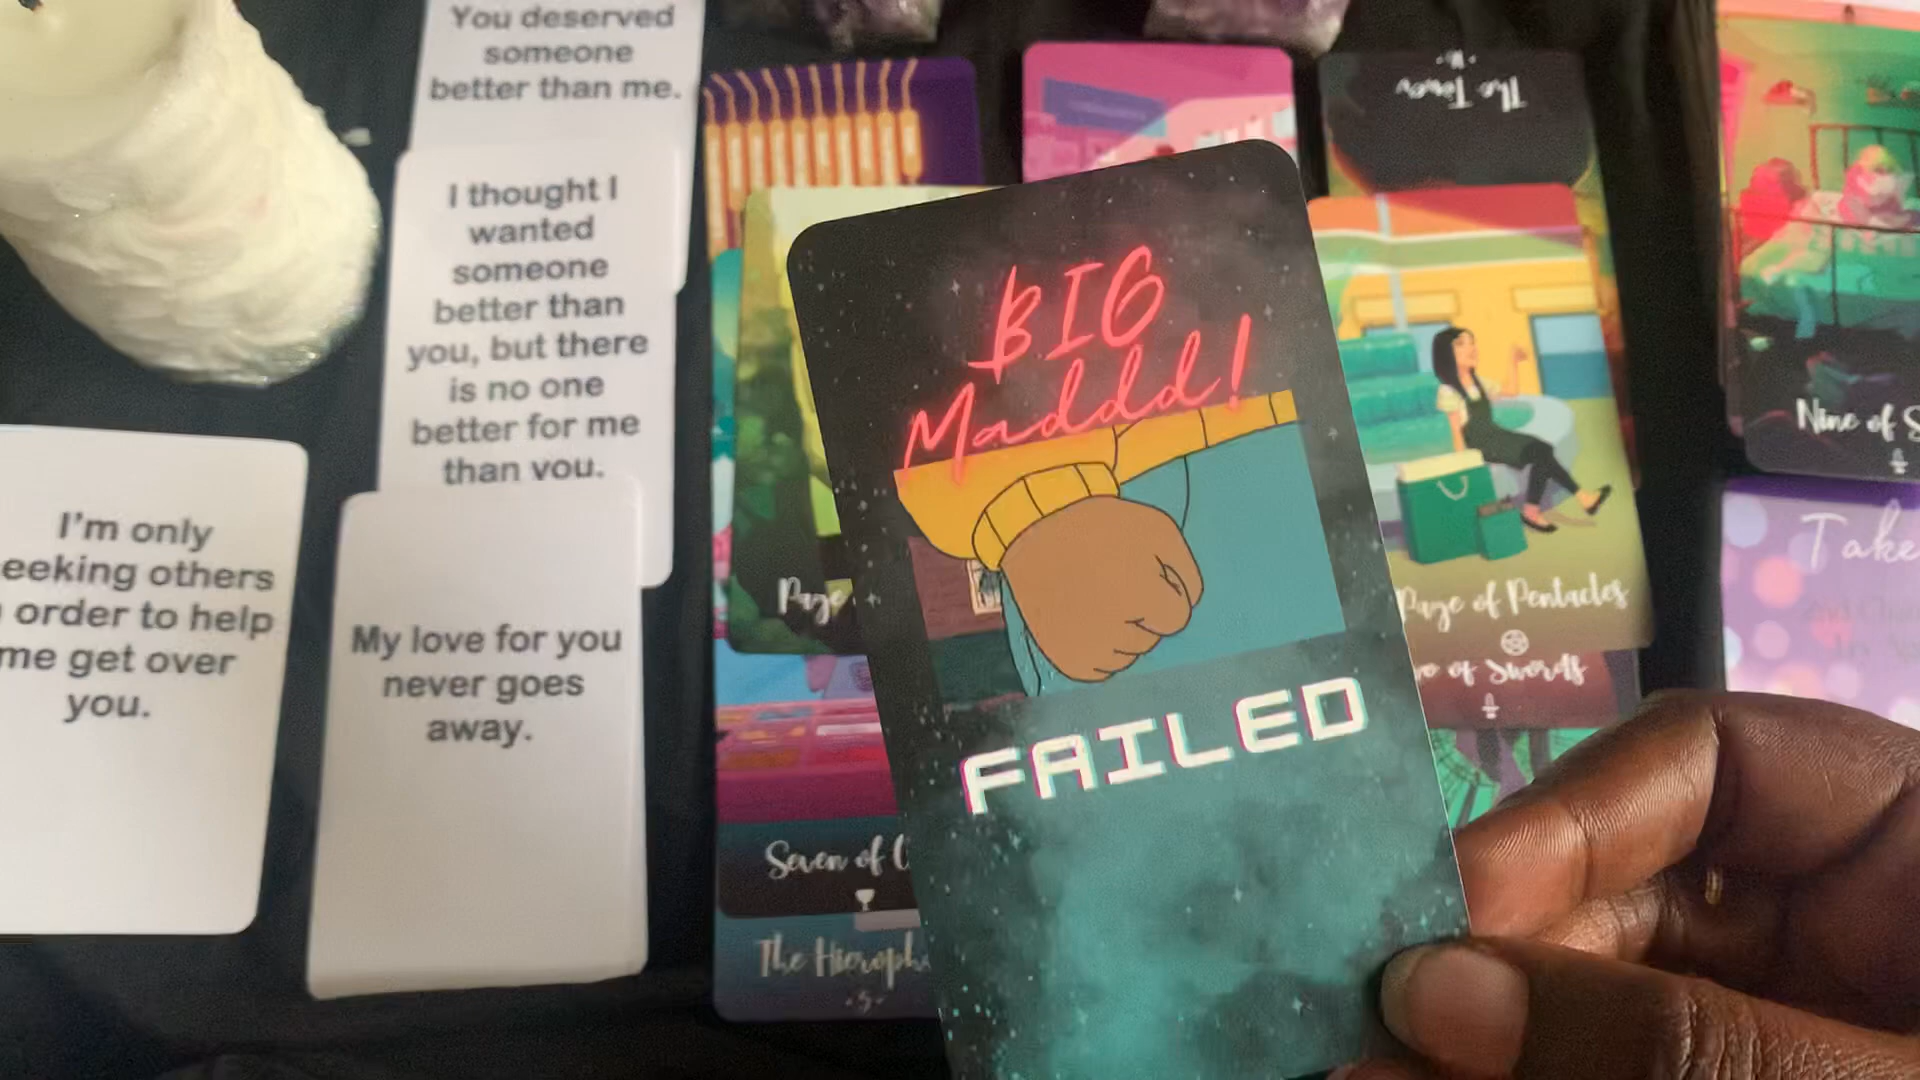 You deserved
someone
better than me.
I thought I
wanted
someone
better than
you, but there
is no one
better for me
than you.
I'm only
eeking others
order to help
me get over
you.
My love for you
never goes
away.
The Tower
BIG
Maddd!
FAILED
Page
Seven of
The Hieroph
5
Page of Pentacles
of Swords
Nine of S
Take